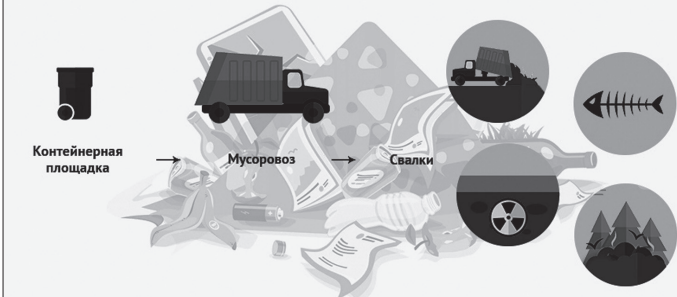 Контейнерная
площадка
Мусоровоз
Свалки